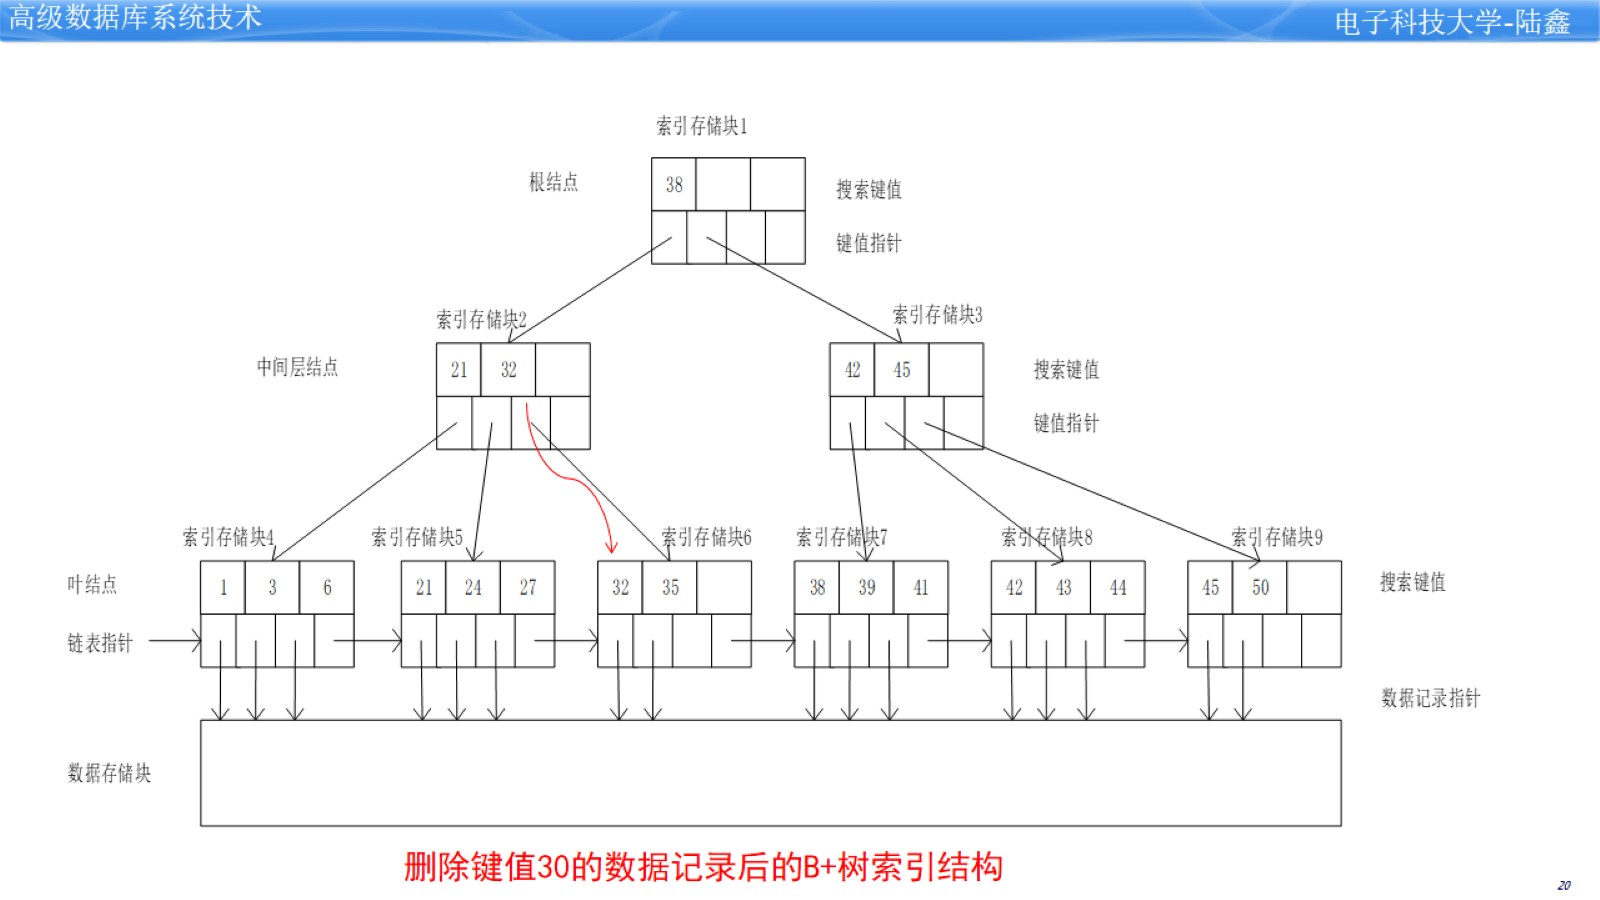 高级数据库系统技术
电子科技大学-陆鑫
索引存储块1
根结点
38
搜索键值
键值指针
索引存储块2
索引存储块3
中间层结点
21 32
42 45
搜索键值
键值指针
索引存储块4
索引存储块5
索引存储块6
索引存储块7
索引存储块8
索引存储块9
叶结点
1 3 6
21 24 27
32 35
38 39 41
42 43 44
45 50
搜索键值
链表指针
数据记录指针
数据存储块
删除键值30的数据记录后的B+树索引结构
20